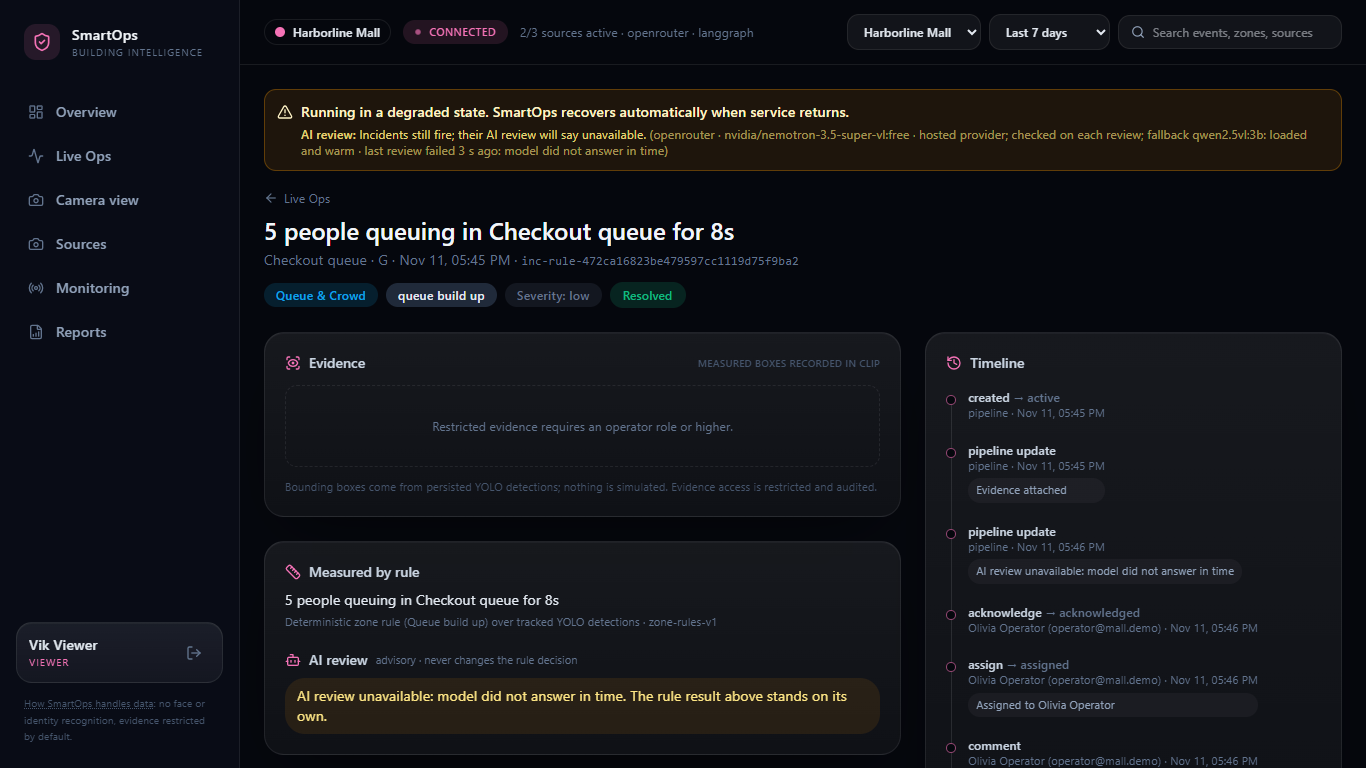 SmartOps
BUILDING INTELLIGENCE
Overview
Live Ops
Camera view
Sources
Monitoring
Reports
Vik Viewer
VIEWER
How SmartOps handles data: no face or
identity recognition, evidence restricted
by default.
Harborline Mall
CONNECTED
2/3 sources active · openrouter · langgraph
Harborline Mall
Last 7 days
Search events, zones, sources
Running in a degraded state. SmartOps recovers automatically when service returns.
AI review: Incidents still fire; their AI review will say unavailable. (openrouter · nvidia/nemotron-3.5-super-vl:free · hosted provider; checked on each review; fallback qwen2.5vl:3b: loaded
and warm · last review failed 3 s ago: model did not answer in time)
← Live Ops
5 people queuing in Checkout queue for 8s
Checkout queue · G · Nov 11, 05:45 PM · inc-rule-472ca16823be479597cc1119d75f9ba2
Queue & Crowd
queue build up
Severity: low
Resolved
Evidence
MEASURED BOXES RECORDED IN CLIP
Restricted evidence requires an operator role or higher.
Bounding boxes come from persisted YOLO detections; nothing is simulated. Evidence access is restricted and audited.
Measured by rule
5 people queuing in Checkout queue for 8s
Deterministic zone rule (Queue build up) over tracked YOLO detections · zone-rules-v1
AI review advisory · never changes the rule decision
AI review unavailable: model did not answer in time. The rule result above stands on its
own.
Timeline
created → active
pipeline · Nov 11, 05:45 PM
pipeline update
pipeline · Nov 11, 05:45 PM
Evidence attached
pipeline update
pipeline · Nov 11, 05:46 PM
AI review unavailable: model did not answer in time
acknowledge → acknowledged
Olivia Operator (operator@mall.demo) · Nov 11, 05:46 PM
assign → assigned
Olivia Operator (operator@mall.demo) · Nov 11, 05:46 PM
Assigned to Olivia Operator
comment
Olivia Operator (operator@mall.demo) · Nov 11, 05:46 PM